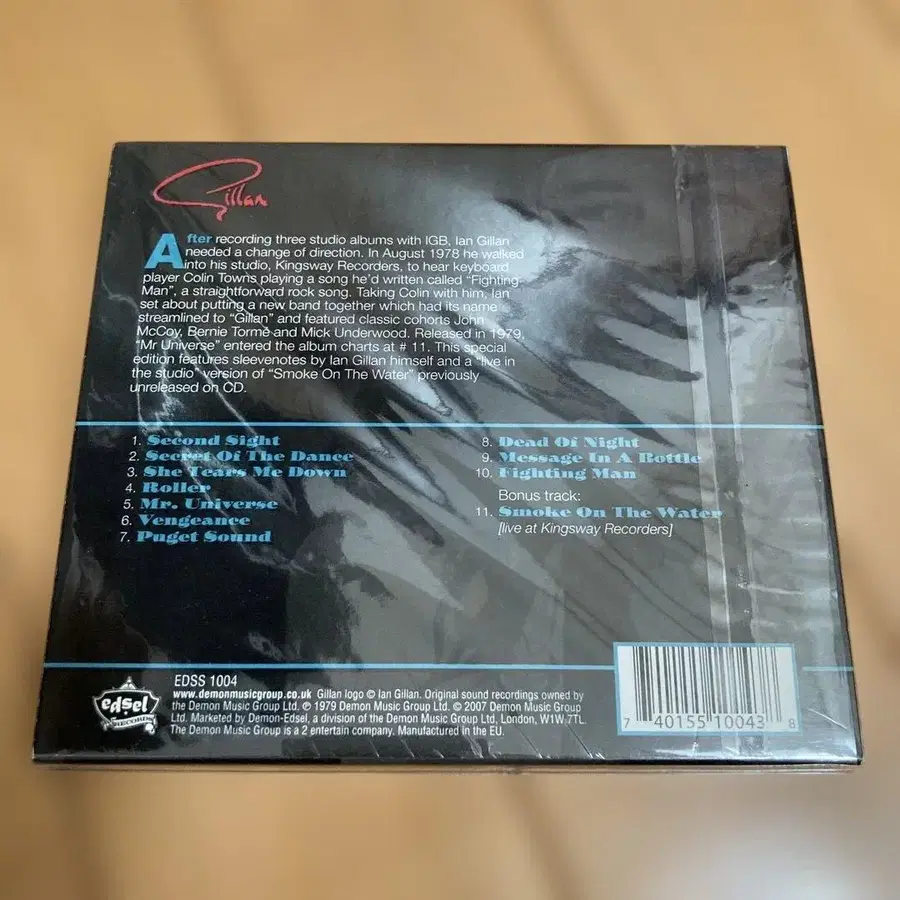 Gillan
After recording three studio albums with IGB, Ian Gillan
needed a change of direction. In August 1978 he walked
into his studio, Kingsway Recorders, to hear keyboard
player Colin Towns playing a song he'd written called "Fighting
Man", a straightforward rock song. Taking Colin with him, Ian
set about putting a new band together which had its name
streamlined to "Gillan" and featured classic cohorts John
McCoy, Bernie Tormé and Mick Underwood. Released in 1979,
"Mr Universe" entered the album charts at # 11. This special
edition features sleevenotes by Ian Gillan himself and a "live in
the studio" version of "Smoke On The Water" previously
unreleased on CD.
1. Second Sight
2. Secret Of The Dance
3. She Tears Me Down
4. Roller
5. Mr. Universe
6. Vengeance
7. Puget Sound
8. Dead Of Night
9. Message In A Bottle
10. Fighting Man
Bonus track:
11. Smoke On The Water
[live at Kingsway Recorders]
edsel
RECORDS
EDSS 1004
www.demonmusicgroup.co.uk Gillan logo © Ian Gillan. Original sound recordings owned by
the Demon Music Group Ltd. ℗ 1979 Demon Music Group Ltd. © 2007 Demon Music Group
Ltd. Marketed by Demon-Edsel, a division of the Demon Music Group Ltd, London, W1W 7TL.
The Demon Music Group is a 2 entertain company. Manufactured in the EU.
7 40155 10043 8